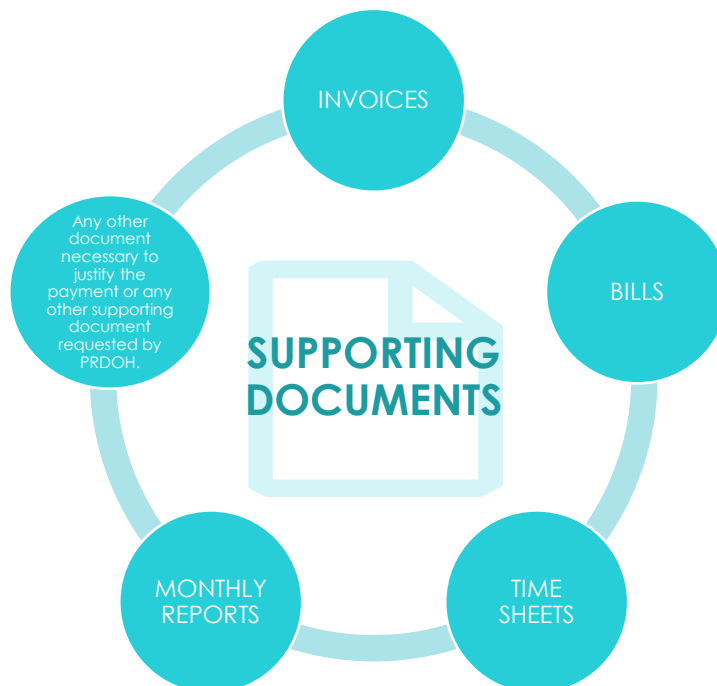 INVOICES
BILLS
TIME
SHEETS
MONTHLY
REPORTS
Any other
document
necessary to
justify the
payment or any
other supporting
document
requested by
PRDOH.
SUPPORTING
DOCUMENTS